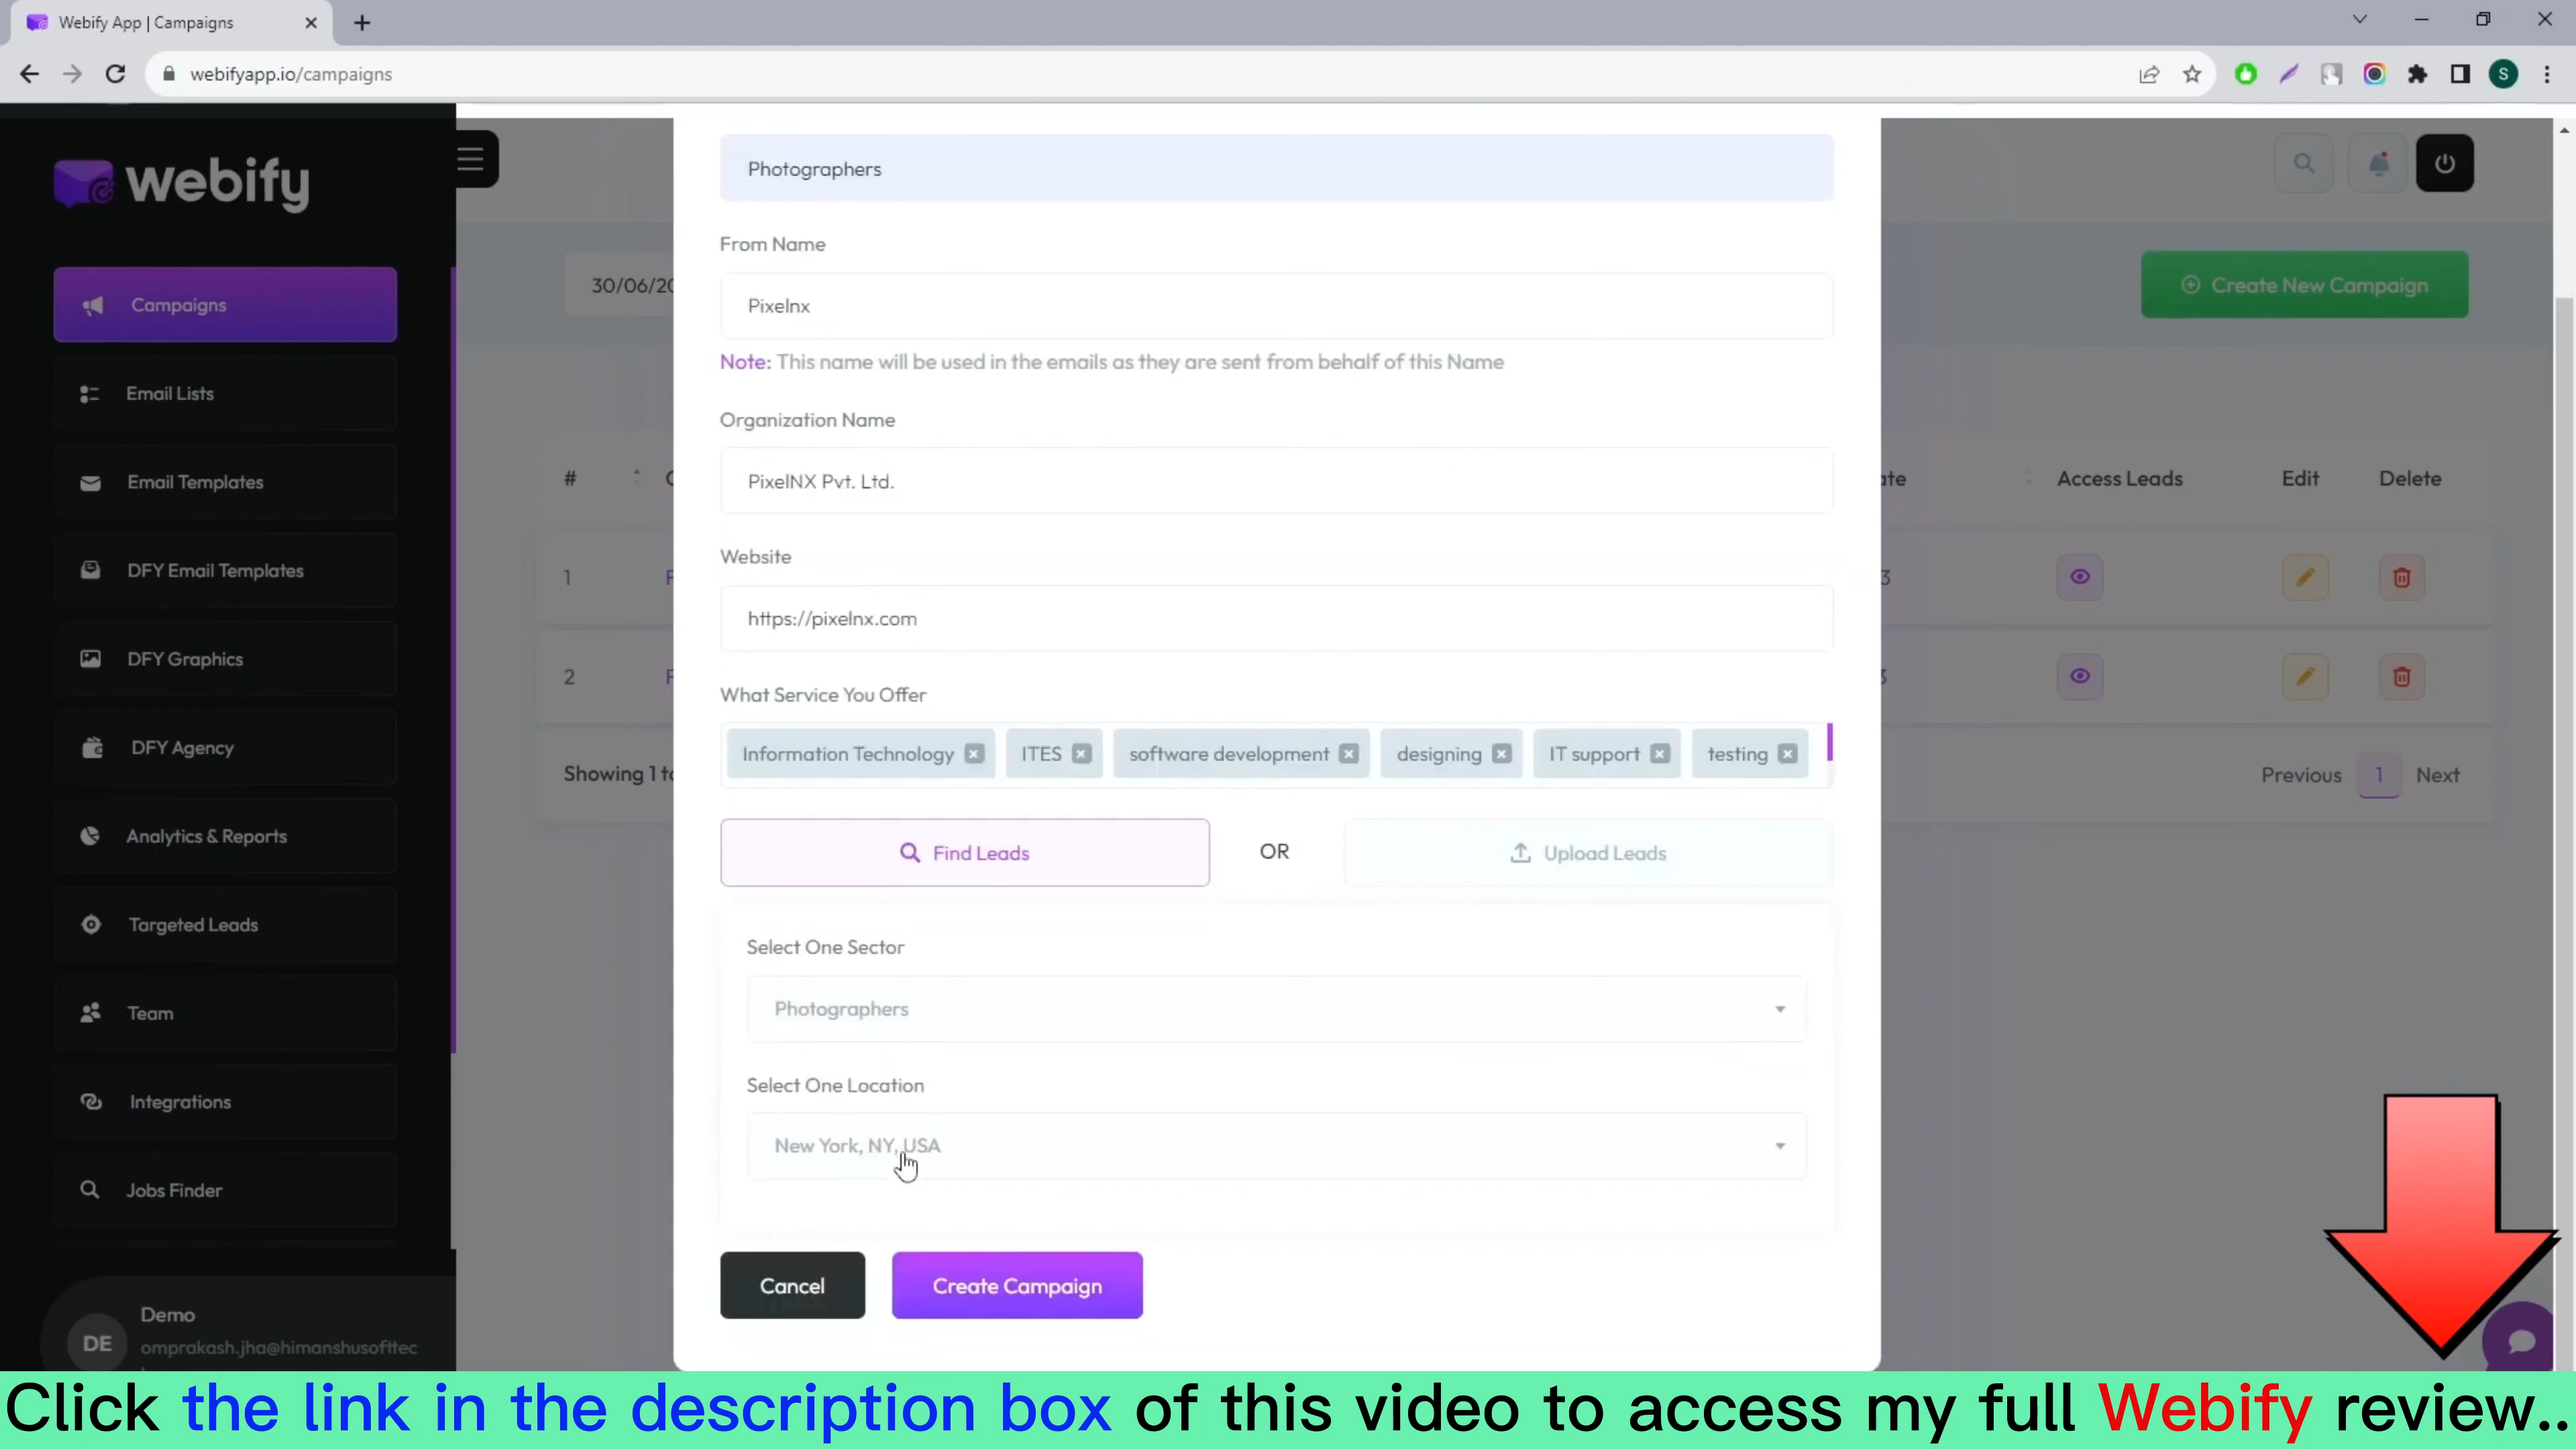 Webify App | Campaigns
webifyapp.io/campaigns
S
webify
Campaigns
Email Lists
Email Templates
DFY Email Templates
DFY Graphics
DFY Agency
Analytics & Reports
Targeted Leads
Team
Integrations
Jobs Finder
DE
Demo
omprakash.jha@himanshusofttec
30/06/20
Create New Campaign
#
Access Leads
Edit
Delete
1
2
Showing 1 to
Previous 1 Next
Photographers
From Name
Pixelnx
Note: This name will be used in the emails as they are sent from behalf of this Name
Organization Name
PixelNX Pvt. Ltd.
Website
https://pixelnx.com
What Service You Offer
Information Technology ITES software development designing IT support testing
Find Leads OR Upload Leads
Select One Sector
Photographers
Select One Location
New York, NY, USA
Cancel Create Campaign
Click the link in the description box of this video to access my full Webify review..